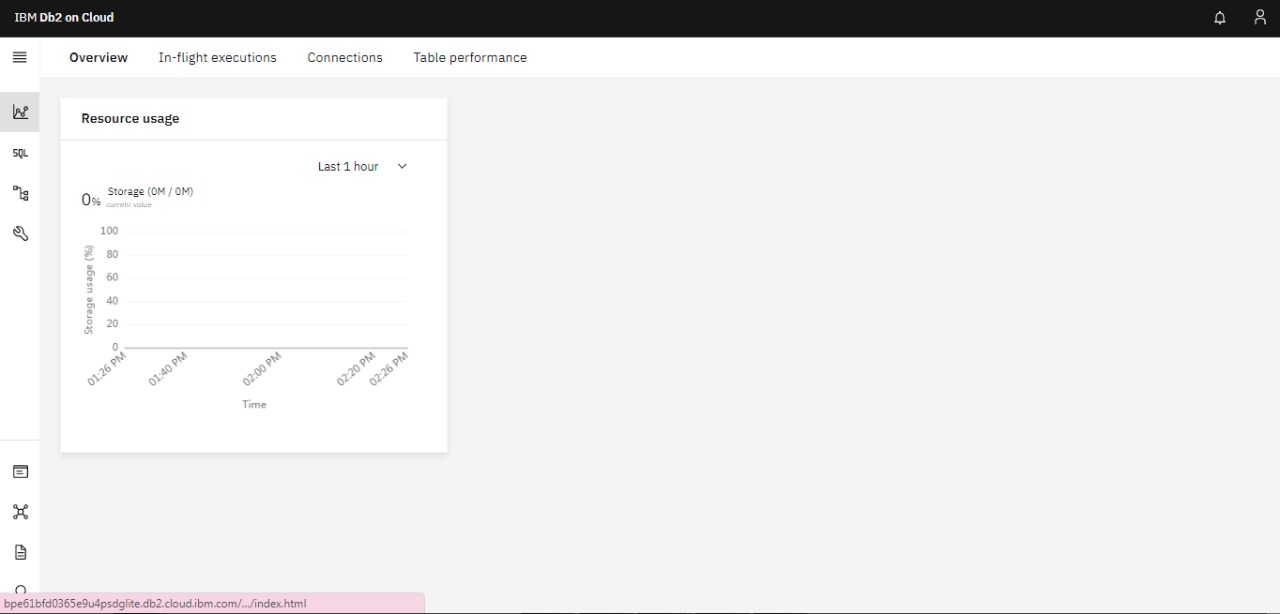 IBM Db2 on Cloud
Overview In-flight executions Connections Table performance
Resource usage
SQL
Last 1 hour
0% Storage (0M / 0M)
current value
Storage usage (%)
100
80
60
40
20
0
01:26 PM 01:40 PM 02:00 PM 02:20 PM 02:26 PM
Time
bpe61bfd0365e9u4psdglite.db2.cloud.ibm.com/.../index.html